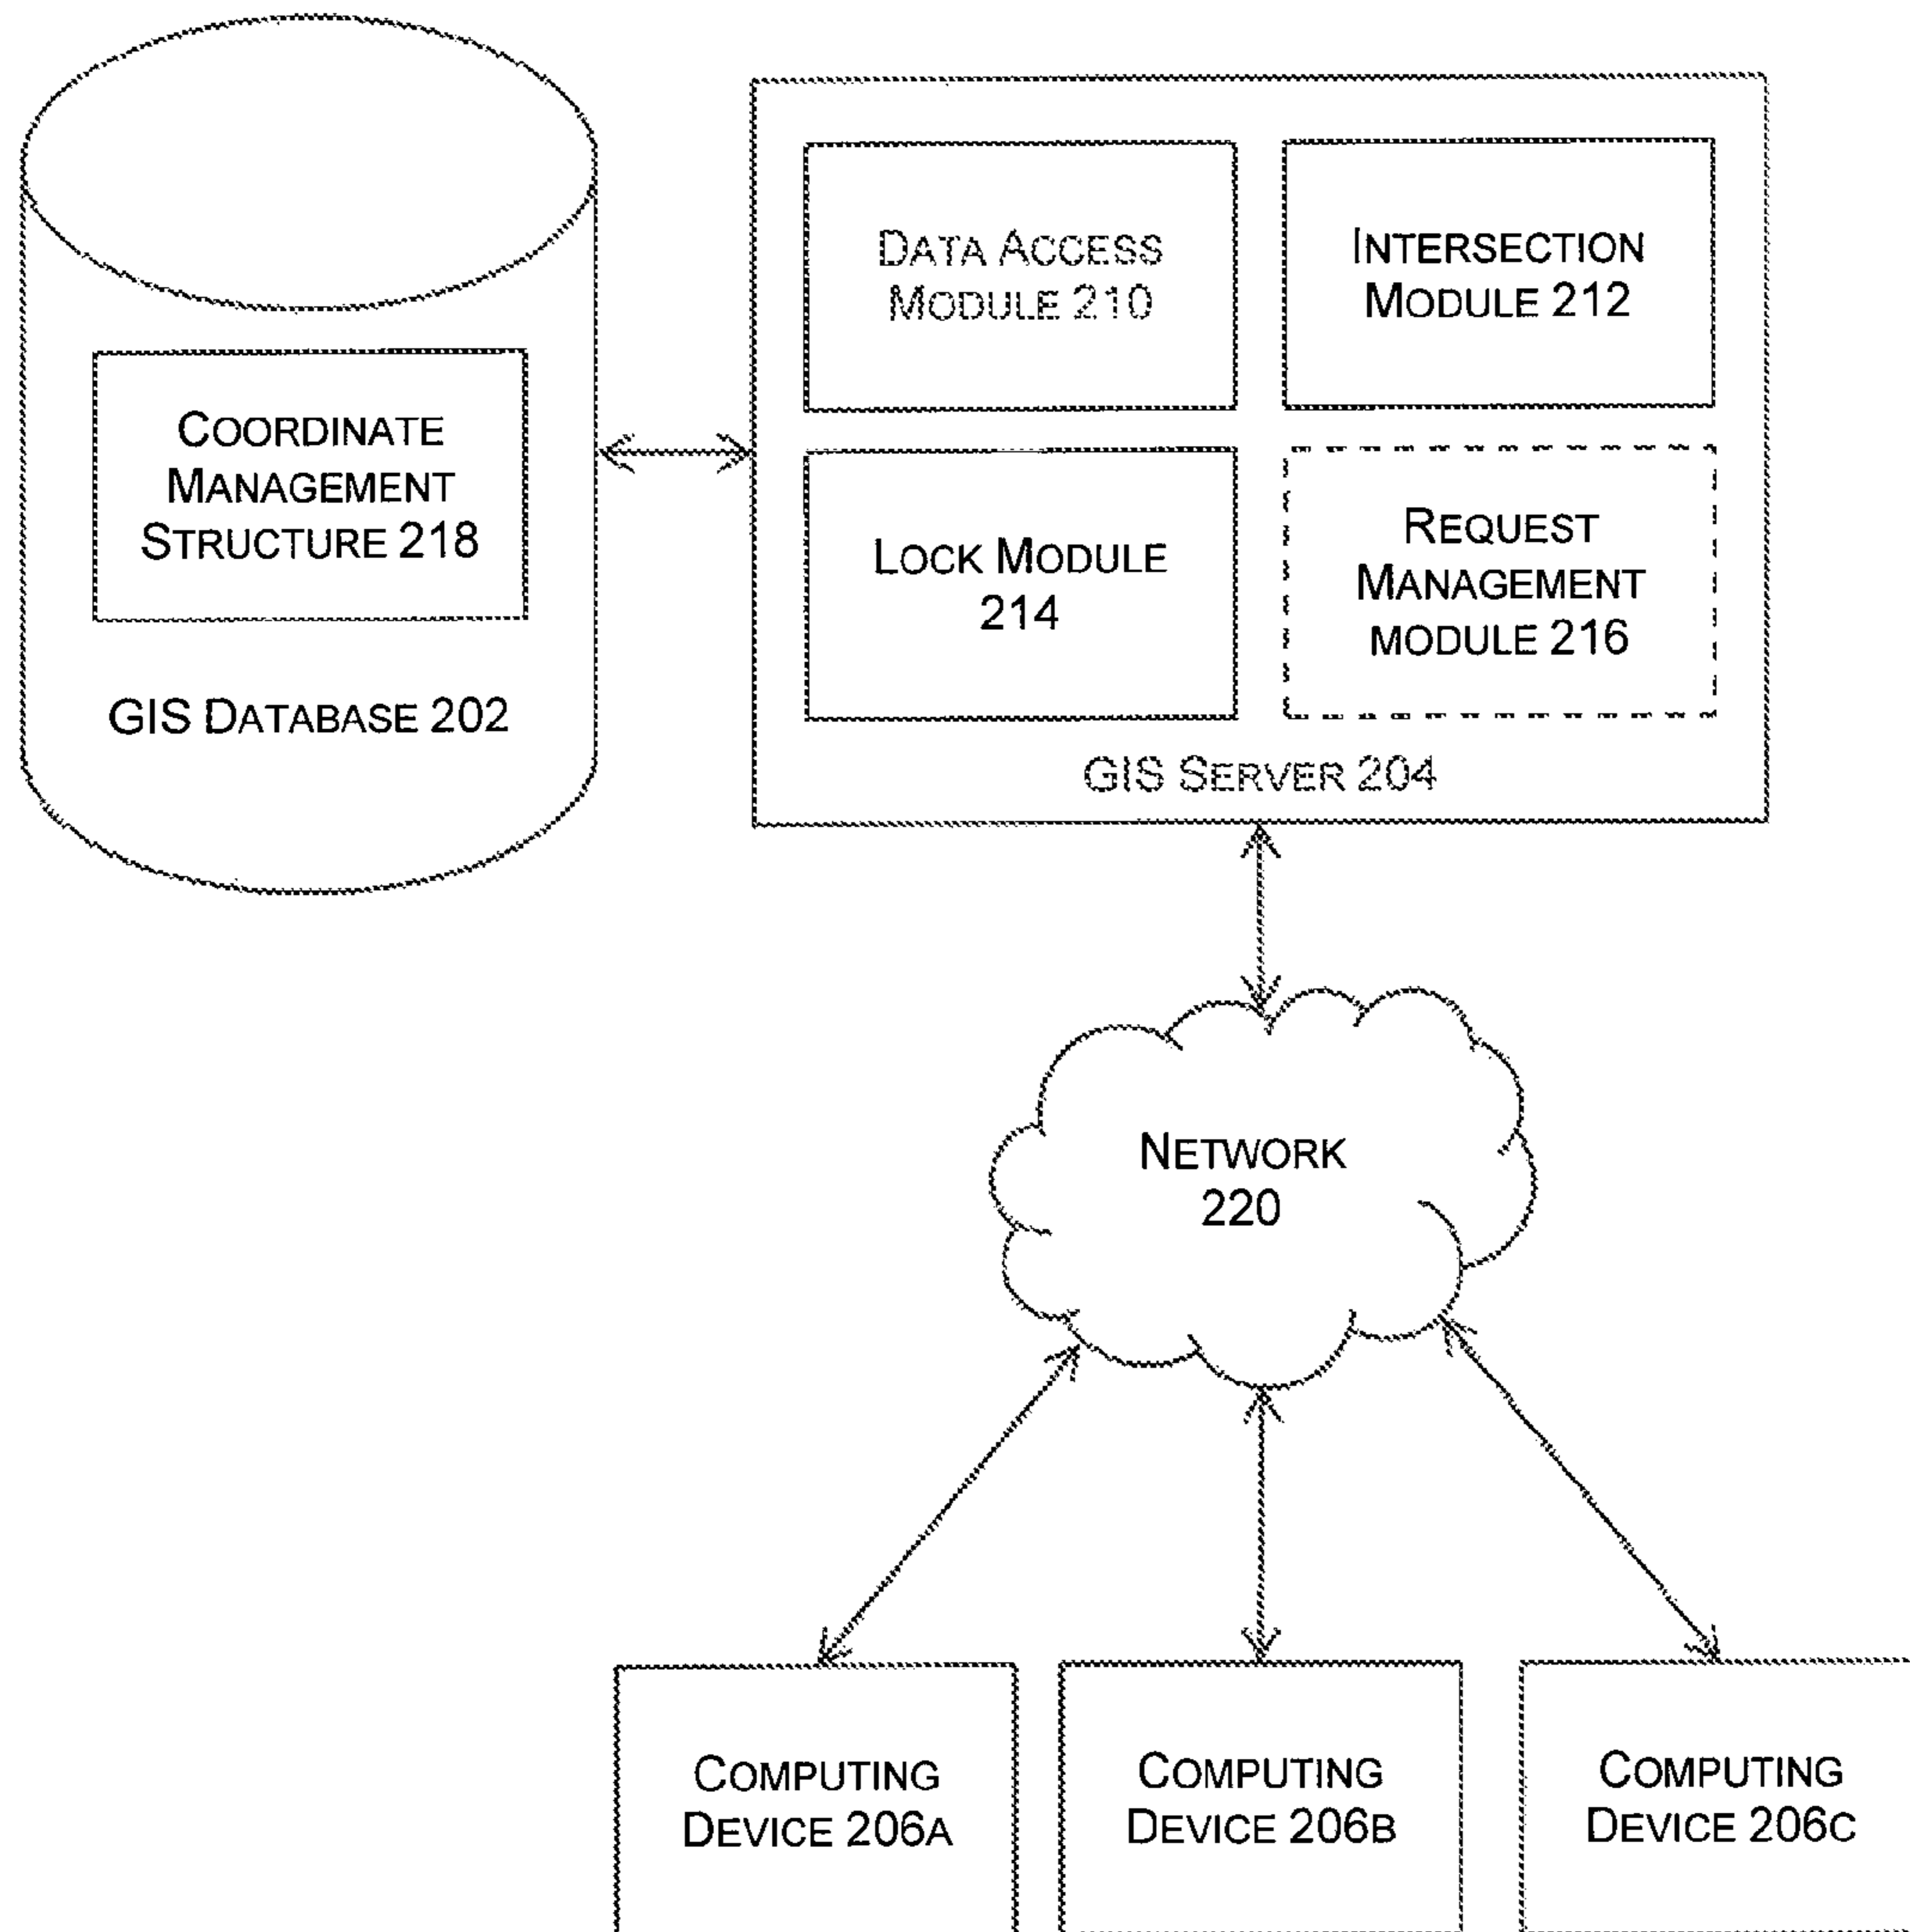 COORDINATE
MANAGEMENT
STRUCTURE 218
GIS DATABASE 202
DATA ACCESS
MODULE 210
INTERSECTION
MODULE 212
LOCK MODULE
214
REQUEST
MANAGEMENT
MODULE 216
GIS SERVER 204
NETWORK
220
COMPUTING
DEVICE 206A
COMPUTING
DEVICE 206B
COMPUTING
DEVICE 206C